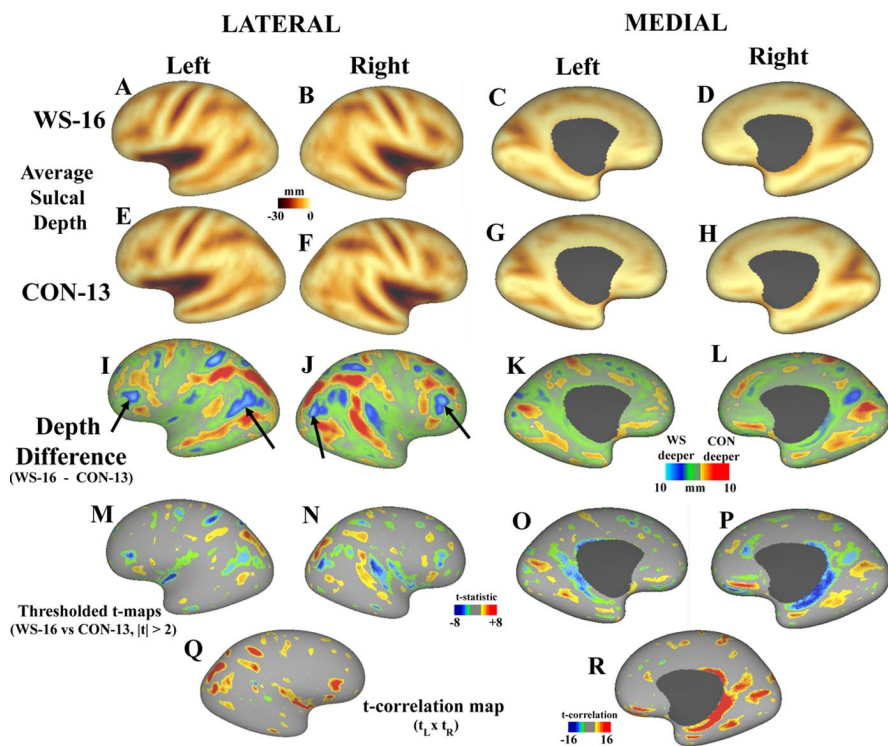 LATERAL MEDIAL
Left Right Left Right
A B C D
WS-16
Average
Sulcal
Depth
mm
-30 0
E F G H
CON-13
I J K L
Depth
Difference
(WS-16 - CON-13)
WS deeper CON deeper
10 mm 10
M N O P
t-statistic
-8 +8
Thresholded t-maps
(WS-16 vs CON-13, |t| > 2)
Q R
t-correlation map
(tL x tR)
t-correlation
-16 16